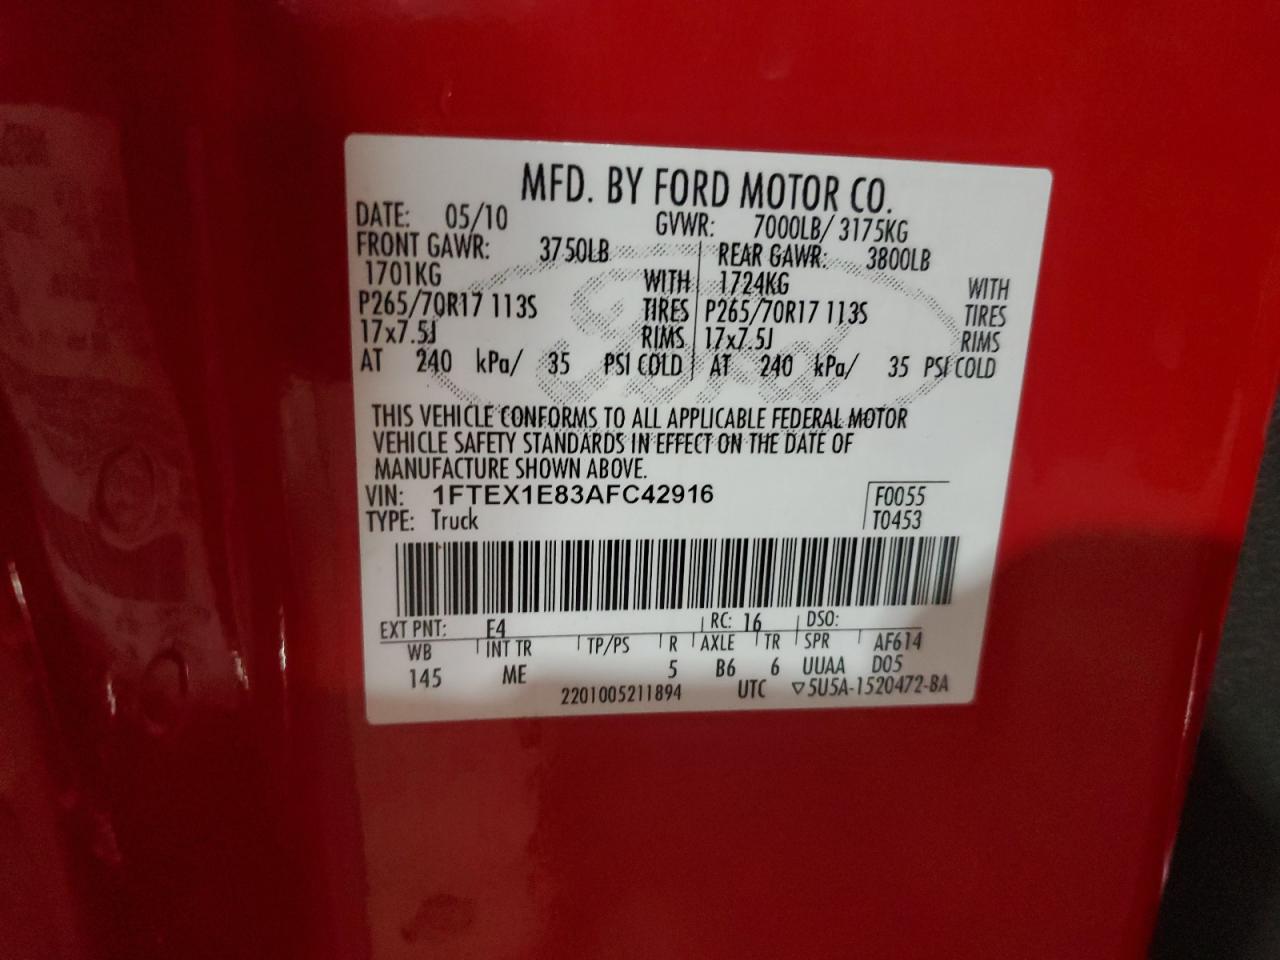 MFD. BY FORD MOTOR CO.
DATE: 05/10 GVWR: 7000LB/ 3175KG
FRONT GAWR: 3750LB REAR GAWR: 3800LB
1701KG WITH 1724KG WITH
P265/70R17 113S TIRES P265/70R17 113S TIRES
17x7.5J RIMS 17x7.5J RIMS
AT 240 kPa/ 35 PSI COLD AT 240 kPa/ 35 PSI COLD
THIS VEHICLE CONFORMS TO ALL APPLICABLE FEDERAL MOTOR
VEHICLE SAFETY STANDARDS IN EFFECT ON THE DATE OF
MANUFACTURE SHOWN ABOVE.
VIN: 1FTEX1E83AFC42916 F0055
TYPE: Truck T0453
EXT PNT: E4 RC: 16 DSO:
WB INT TR TP/PS R AXLE TR SPR AF614
145 ME 5 B6 6 UUAA D05
2201005211894 UTC ▽5U5A-1520472-BA
Ford